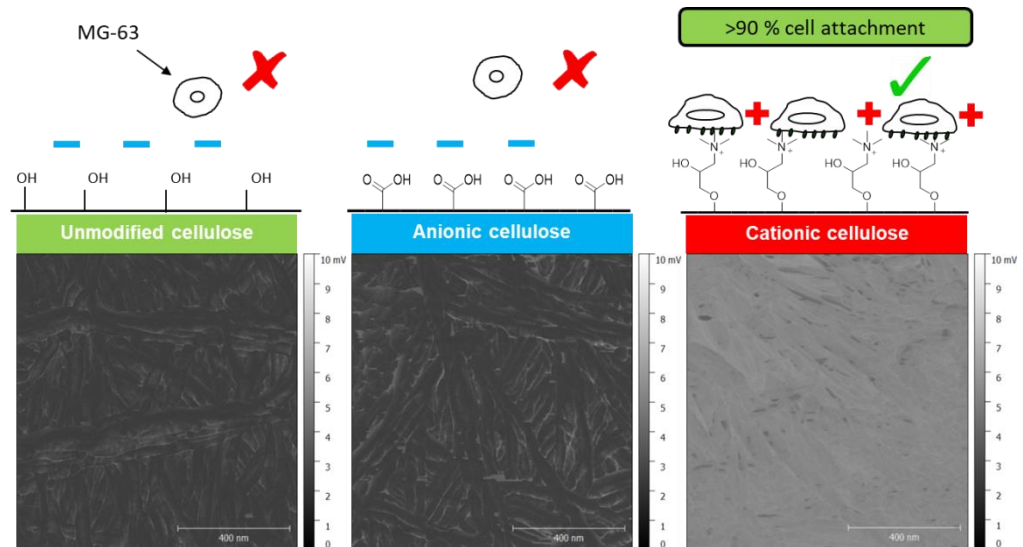 MG-63
>90 % cell attachment
OH OH OH OH
O OH O OH O OH O OH
N+ N+ N+ N+
HO HO HO HO
O O O O
Unmodified cellulose
Anionic cellulose
Cationic cellulose
10 mV
9
8
7
6
5
4
3
2
1
0
400 nm
10 mV
9
8
7
6
5
4
3
2
1
0
400 nm
10 mV
9
8
7
6
5
4
3
2
1
0
400 nm